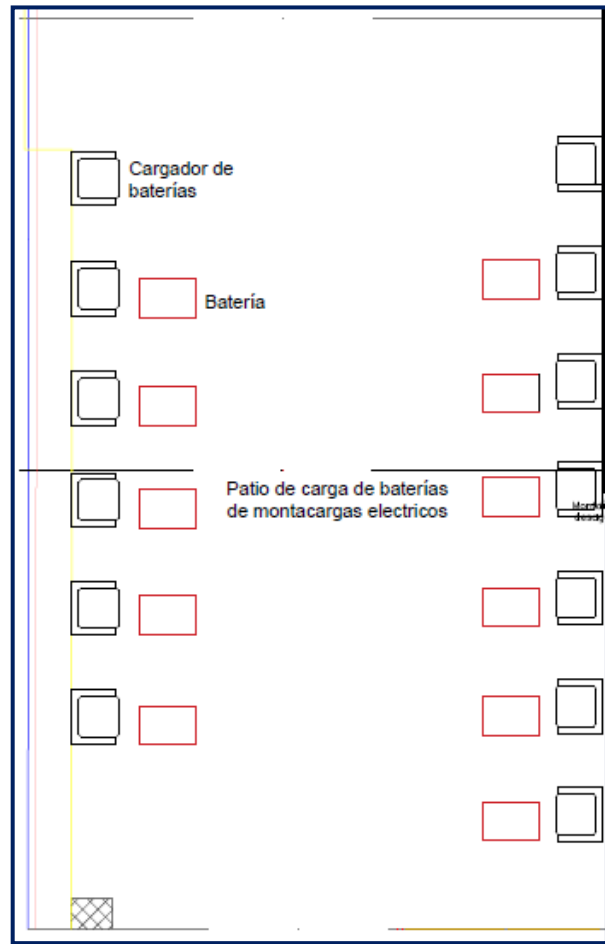 Cargador de
baterías
Batería
Patio de carga de baterías
de montacargas electricos